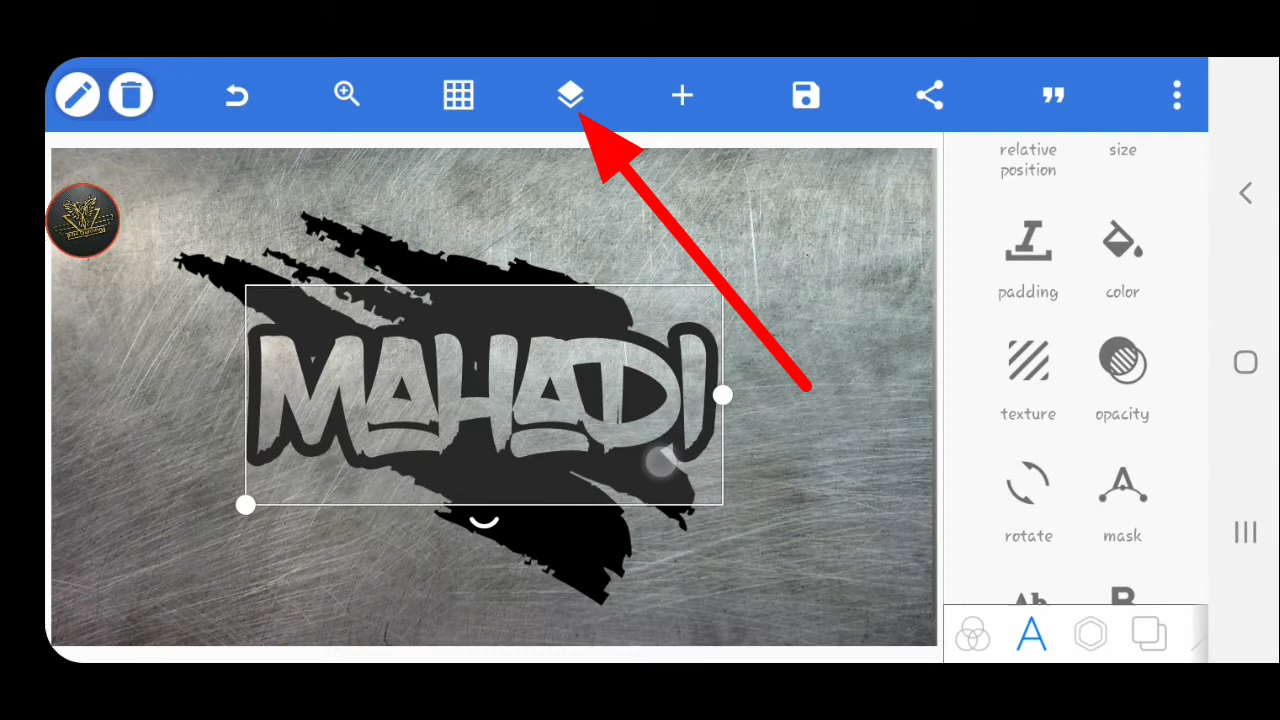 relative
position
size
padding
color
texture
opacity
MAHADI
rotate
mask